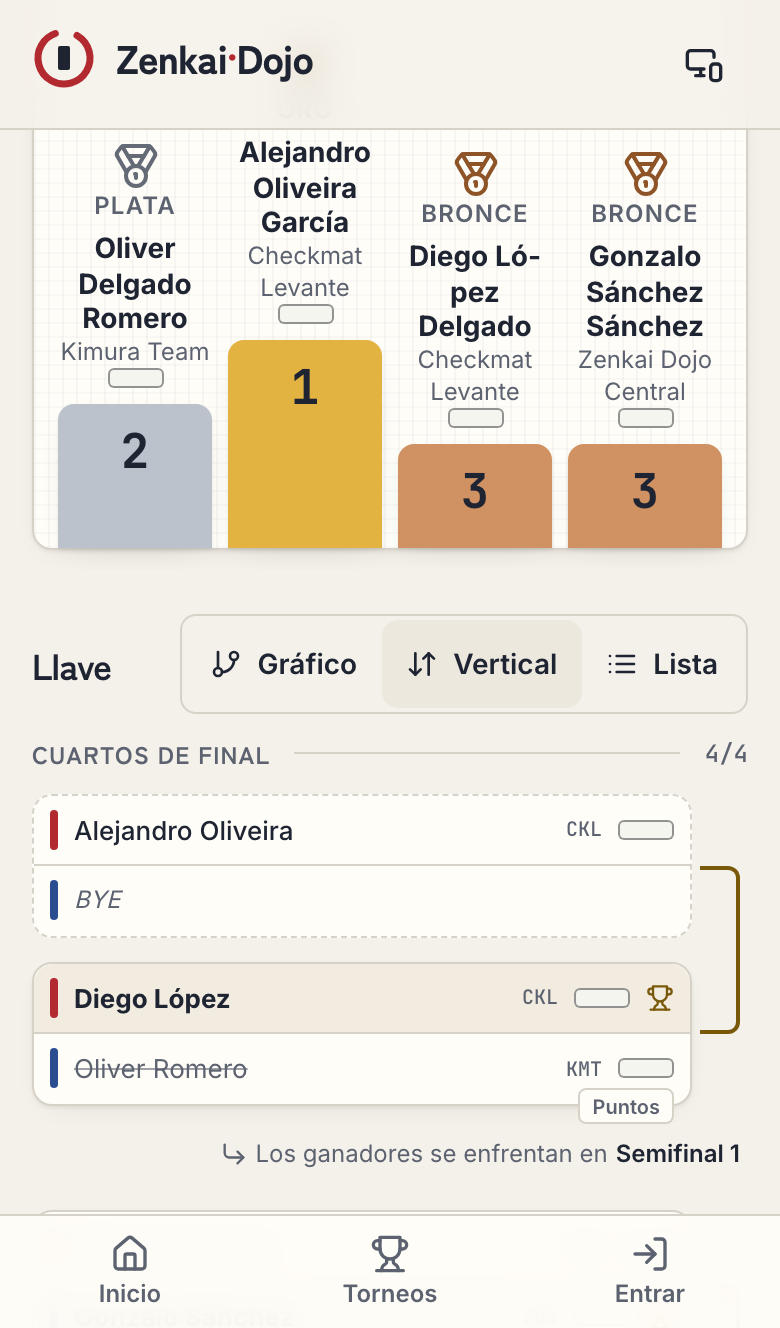 Zenkai·Dojo
PLATA
Oliver
Delgado
Romero
Kimura Team
2
ORO
Alejandro
Oliveira
García
Checkmat
Levante
1
BRONCE
Diego Ló-
pez
Delgado
Checkmat
Levante
3
BRONCE
Gonzalo
Sánchez
Sánchez
Zenkai Dojo
Central
3
Llave
Gráfico
Vertical
Lista
CUARTOS DE FINAL 4/4
Alejandro Oliveira CKL
BYE
Diego López CKL
Oliver Romero KMT
Puntos
Los ganadores se enfrentan en Semifinal 1
Gonzalo Sánchez
Inicio
Torneos
Entrar